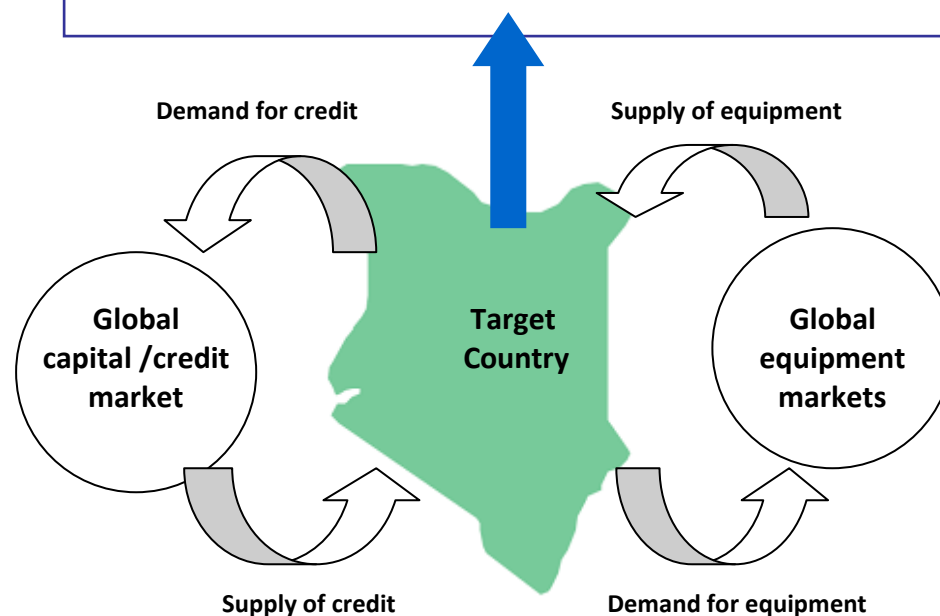 Demand for credit
Supply of equipment
Global
capital /credit
market
Target
Country
Global
equipment
markets
Supply of credit
Demand for equipment